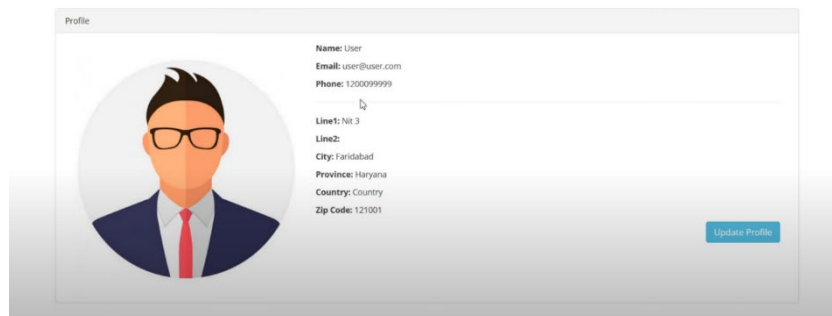 Profile
Name: User
Email: user@user.com
Phone: 1200099999
Line1: Nit 3
Line2:
City: Faridabad
Province: Haryana
Country: Country
Zip Code: 121001
Update Profile